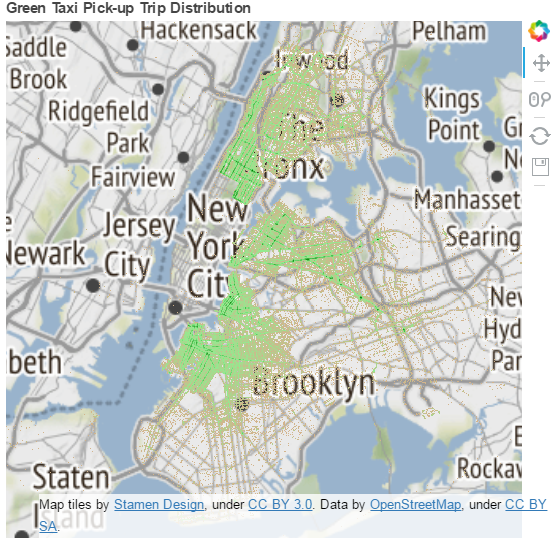 Green Taxi Pick-up Trip Distribution
Hackensack
Pelham
Saddle
Brook
Inwood
Ridgefield
Park
Kings
Point
The
Bronx
Fairview
Manhasset
New
York
City
Jersey
City
Searing
Newark
New
Hyd
Par
beth
Brooklyn
Staten
Island
Rockaw
Map tiles by Stamen Design, under CC BY 3.0. Data by OpenStreetMap, under CC BY
SA.